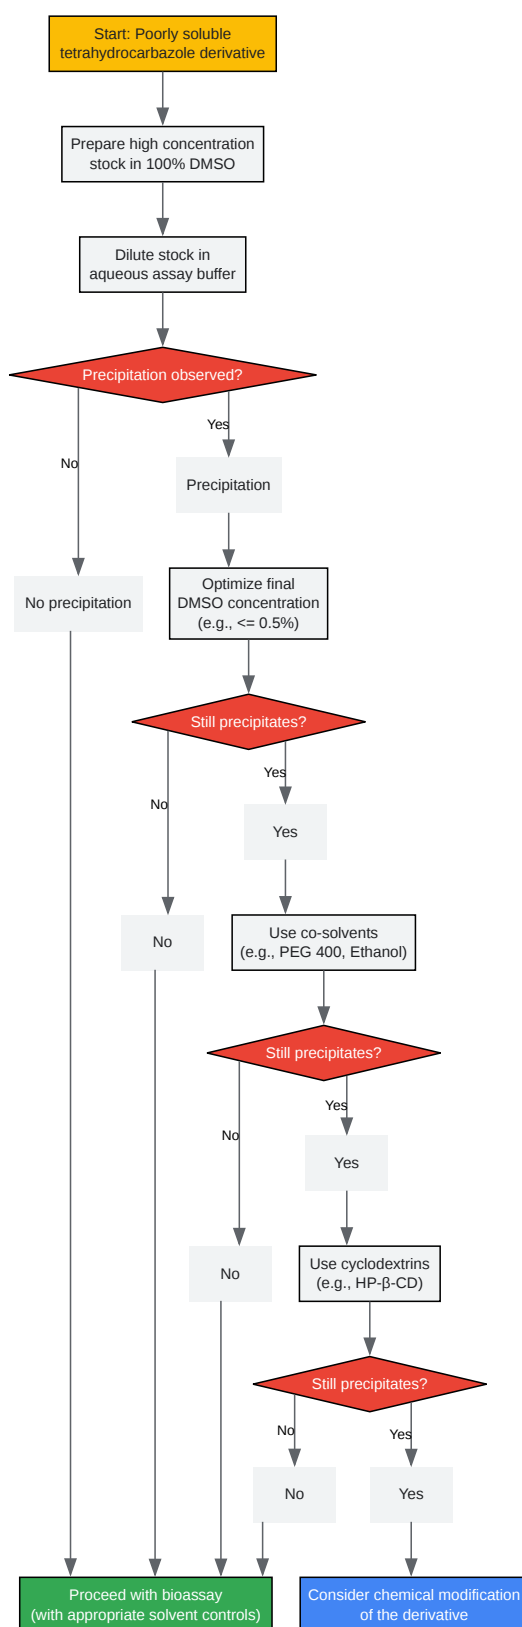 Start: Poorly soluble
tetrahydrocarbazole derivative
Prepare high concentration
stock in 100% DMSO
Dilute stock in
aqueous assay buffer
Precipitation observed?
Yes
No
Precipitation
Optimize final
DMSO concentration
(e.g., <= 0.5%)
No precipitation
Still precipitates?
Yes
No
Yes
Use co-solvents
(e.g., PEG 400, Ethanol)
No
Still precipitates?
Yes
No
Yes
Use cyclodextrins
(e.g., HP-β-CD)
No
Still precipitates?
No
Yes
No
Yes
Proceed with bioassay
(with appropriate solvent controls)
Consider chemical modification
of the derivative